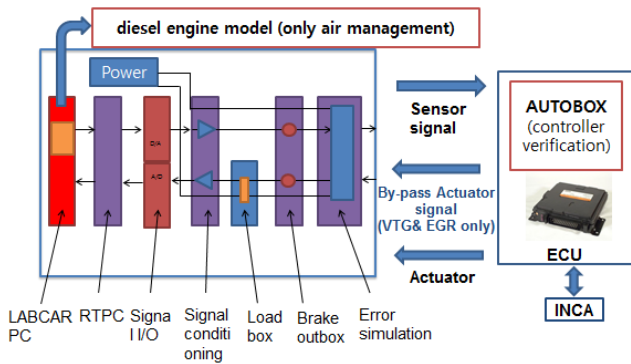 diesel engine model (only air management)
Power
D/A
A/D
Sensor
signal
By-pass Actuator
signal
(VTG& EGR only)
Actuator
AUTOBOX
(controller
verification)
ECU
INCA
LABCAR
PC
RTPC
Signa
l I/O
Signal
conditi
oning
Load
box
Brake
outbox
Error
simulation